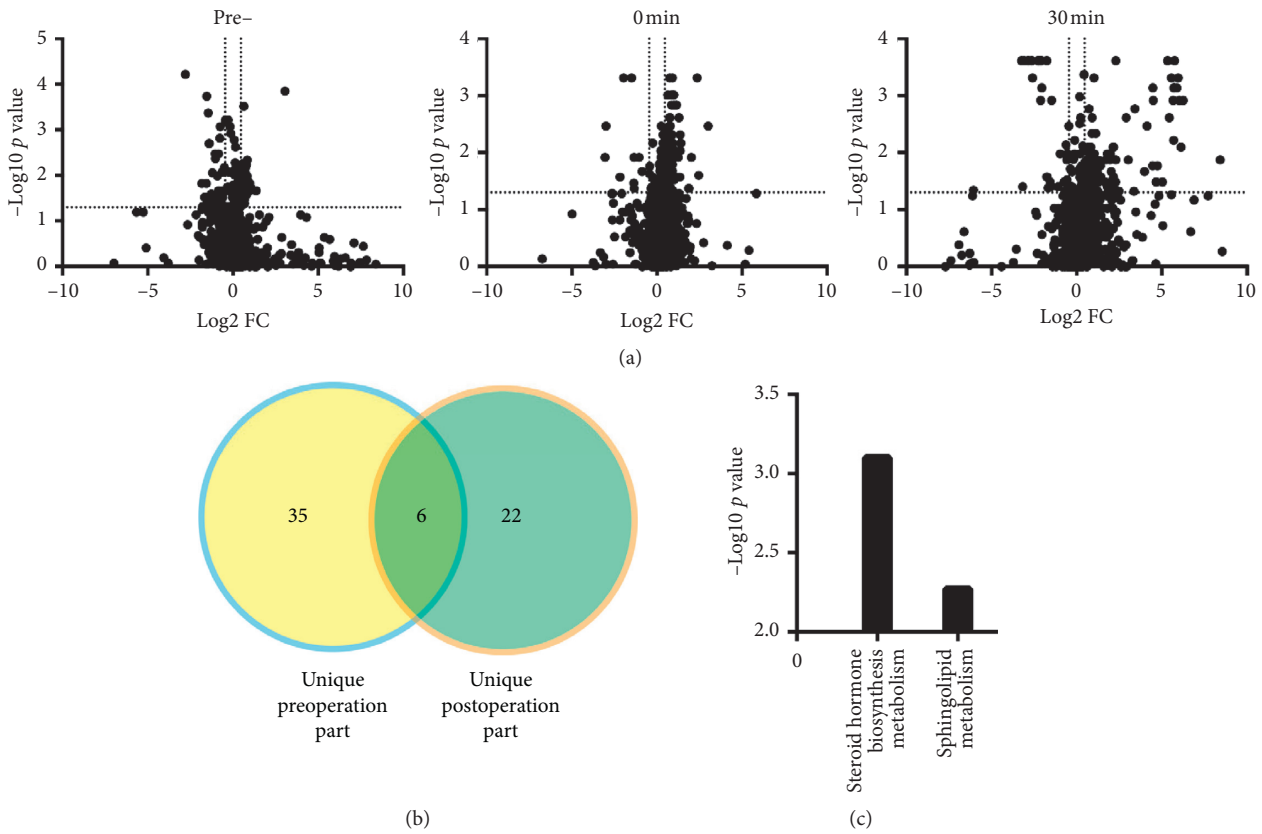 Pre–
5
4
3
2
1
0
–10
–5
0
5
10
–Log10 p value
Log2 FC
0 min
4
3
2
1
0
–10
–5
0
5
10
–Log10 p value
Log2 FC
30 min
4
3
2
1
0
–10
–5
0
5
10
–Log10 p value
Log2 FC
(a)
35
6
22
Unique
preoperation
part
Unique
postoperation
part
(b)
3.5
3.0
2.5
2.0
0
–Log10 p value
Steroid hormone
biosynthesis
metabolism
Sphingolipid
metabolism
(c)